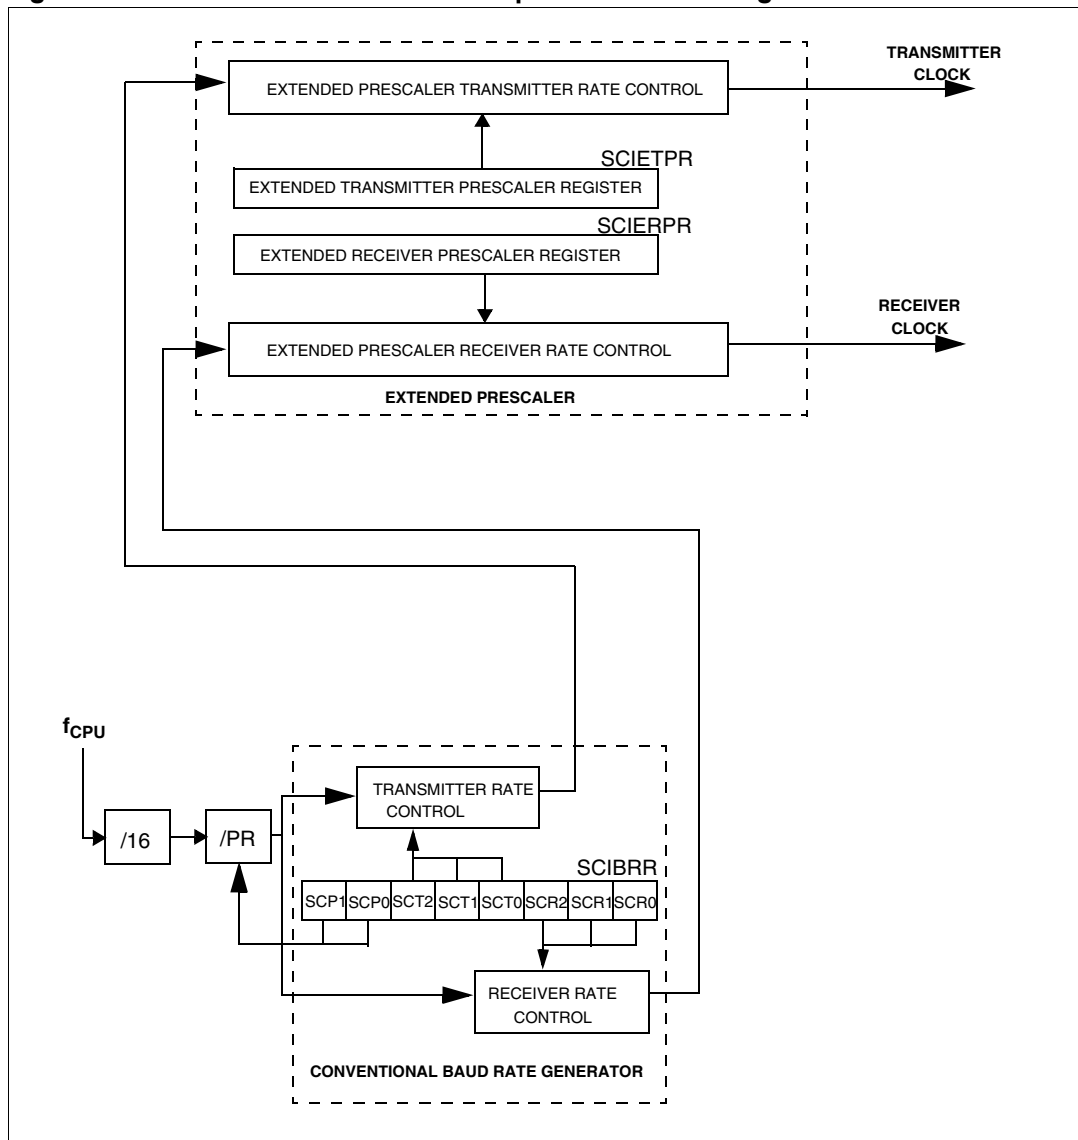 TRANSMITTER
CLOCK
EXTENDED PRESCALER TRANSMITTER RATE CONTROL
SCIETPR
EXTENDED TRANSMITTER PRESCALER REGISTER
SCIERPR
EXTENDED RECEIVER PRESCALER REGISTER
RECEIVER
CLOCK
EXTENDED PRESCALER RECEIVER RATE CONTROL
EXTENDED PRESCALER
fCPU
TRANSMITTER RATE
CONTROL
/16
/PR
SCIBRR
SCP1 SCP0 SCT2 SCT1 SCT0 SCR2 SCR1 SCR0
RECEIVER RATE
CONTROL
CONVENTIONAL BAUD RATE GENERATOR